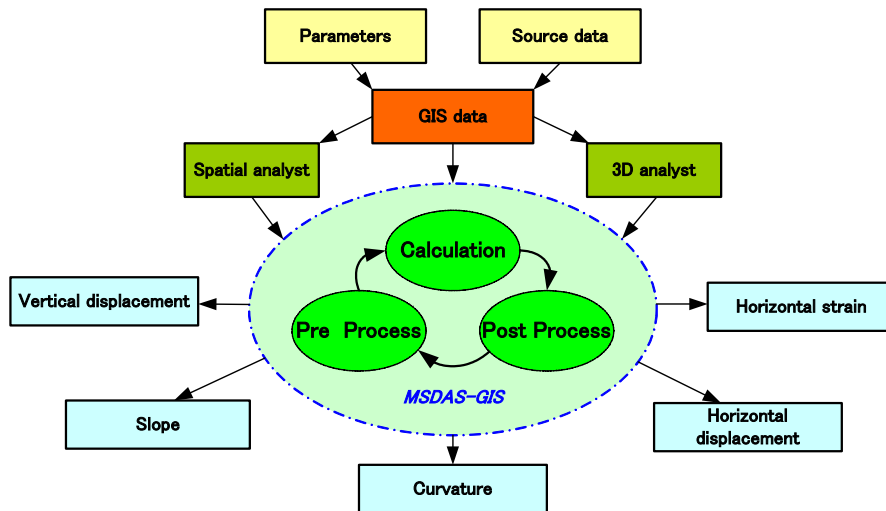 Parameters
Source data
GIS data
Spatial analyst
3D analyst
Calculation
Vertical displacement
Horizontal strain
Pre Process
Post Process
MSDAS-GIS
Slope
Horizontal
displacement
Curvature